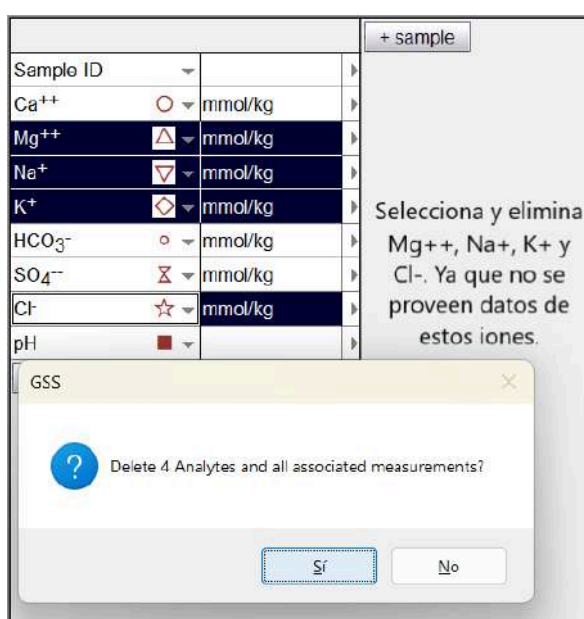 + sample
Sample ID
Ca++ mmol/kg
Mg++ mmol/kg
Na+ mmol/kg
K+ mmol/kg
HCO3- mmol/kg
SO4-- mmol/kg
Cl- mmol/kg
pH
Selecciona y elimina
Mg++, Na+, K+ y
Cl-. Ya que no se
proveen datos de
estos iones.
GSS
Delete 4 Analytes and all associated measurements?
Sí No